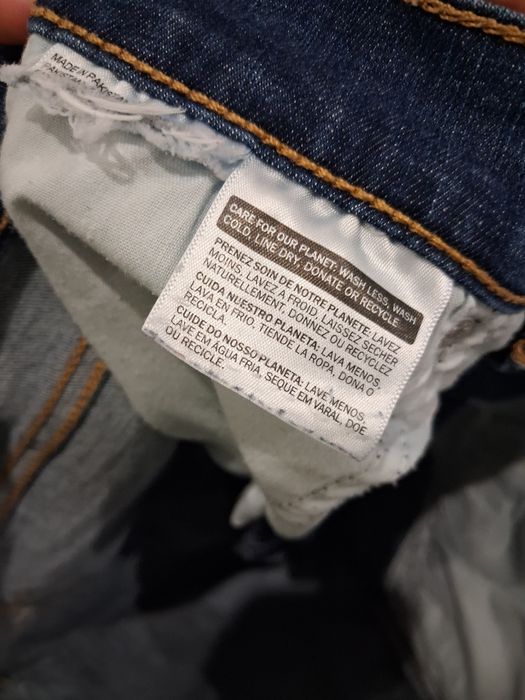 MADE IN PAKIST
CARE FOR OUR PLANET: WASH LESS, WASH
COLD, LINE DRY, DONATE OR RECYCLE.
PRENEZ SOIN DE NOTRE PLANETE: LAVEZ
MOINS, LAVEZ À FROID, LAISSEZ SÉCHER
NATURELLEMENT, DONNEZ OU RECYCLEZ
CUIDA NUESTRO PLANETA: LAVA MENOS,
LAVA EN FRÍO, TIENDE LA ROPA, DONA O
RECICLA.
CUIDE DO NOSSO PLANETA: LAVE MENOS,
LAVE EM ÁGUA FRIA, SEQUE EM VARAL, DOE
OU RECICLE.